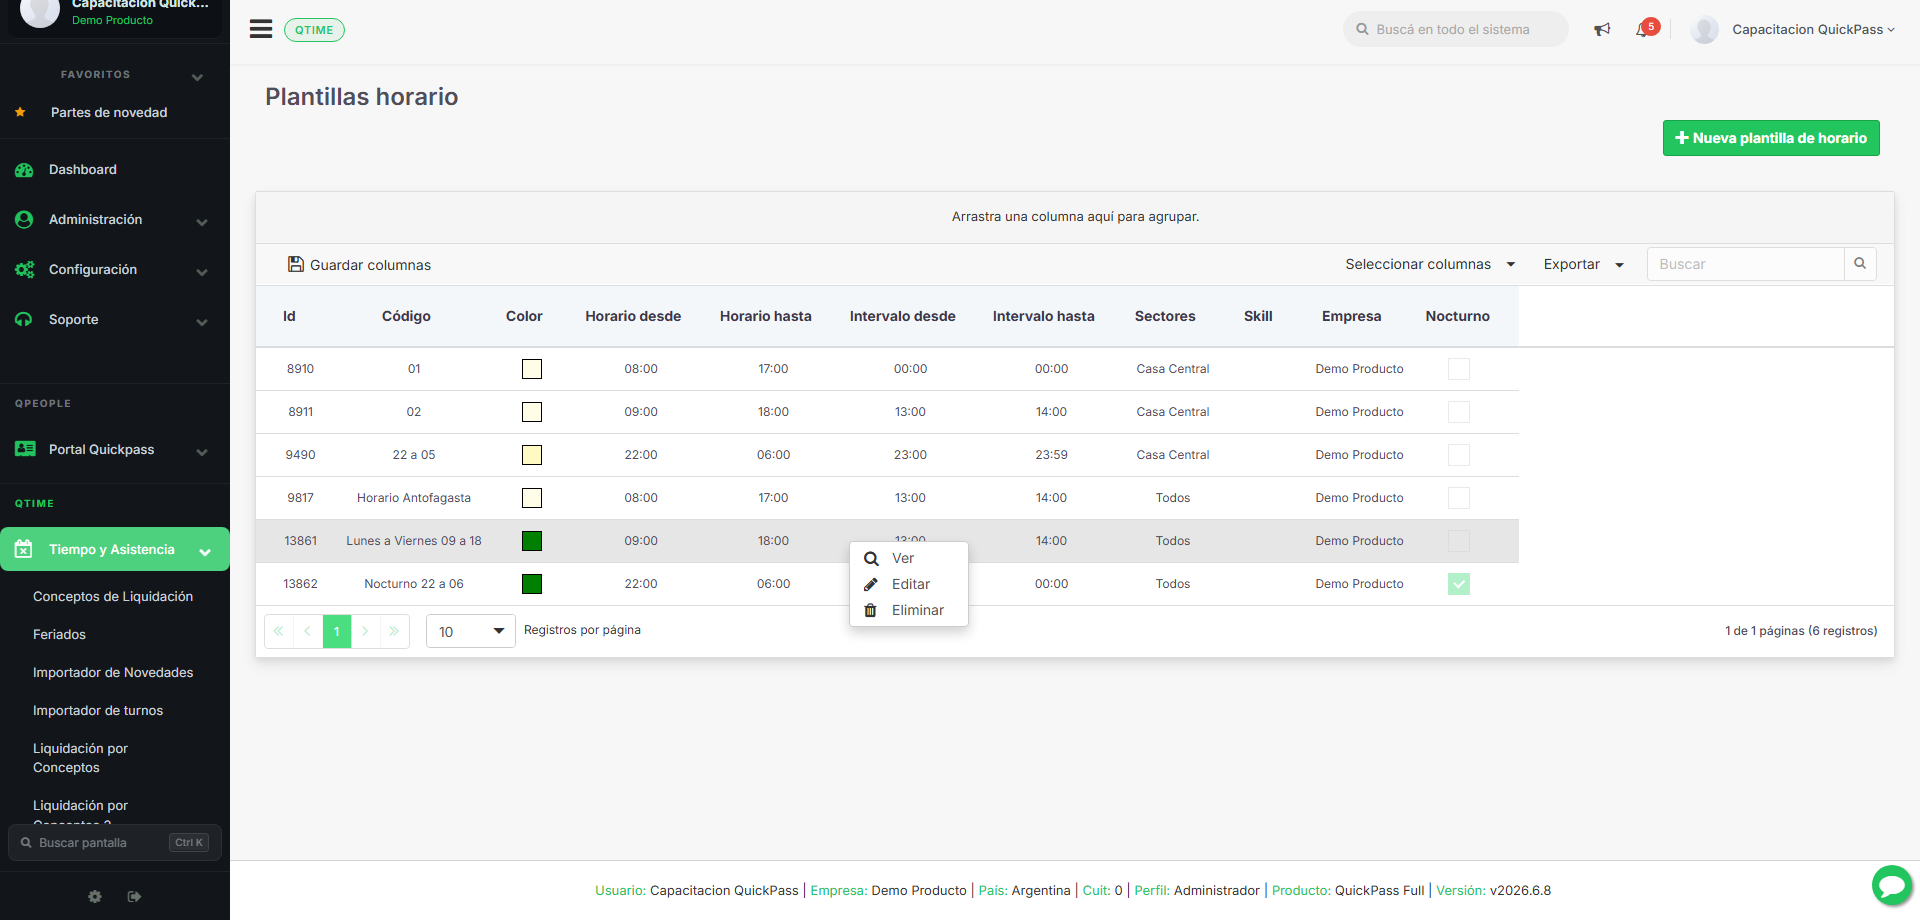 Capacitacion Quick...
Demo Producto
FAVORITOS
Partes de novedad
Dashboard
Administración
Configuración
Soporte
QPEOPLE
Portal Quickpass
QTIME
Tiempo y Asistencia
Conceptos de Liquidación
Feriados
Importador de Novedades
Importador de turnos
Liquidación por
Conceptos
Liquidación por
Conceptos 2
Buscar pantalla Ctrl K
QTIME
Buscá en todo el sistema
5
Capacitacion QuickPass
Plantillas horario
Nueva plantilla de horario
Arrastra una columna aquí para agrupar.
Guardar columnas
Seleccionar columnas
Exportar
Buscar
Id Código Color Horario desde Horario hasta Intervalo desde Intervalo hasta Sectores Skill Empresa Nocturno
8910 01 08:00 17:00 00:00 00:00 Casa Central Demo Producto
8911 02 09:00 18:00 13:00 14:00 Casa Central Demo Producto
9490 22 a 05 22:00 06:00 23:00 23:59 Casa Central Demo Producto
9817 Horario Antofagasta 08:00 17:00 13:00 14:00 Todos Demo Producto
13861 Lunes a Viernes 09 a 18 09:00 18:00 13:00 14:00 Todos Demo Producto
13862 Nocturno 22 a 06 22:00 06:00 00:00 Todos Demo Producto
Ver
Editar
Eliminar
« ‹ 1 › »
10
Registros por página
1 de 1 páginas (6 registros)
Usuario: Capacitacion QuickPass | Empresa: Demo Producto | País: Argentina | Cuit: 0 | Perfil: Administrador | Producto: QuickPass Full | Versión: v2026.6.8